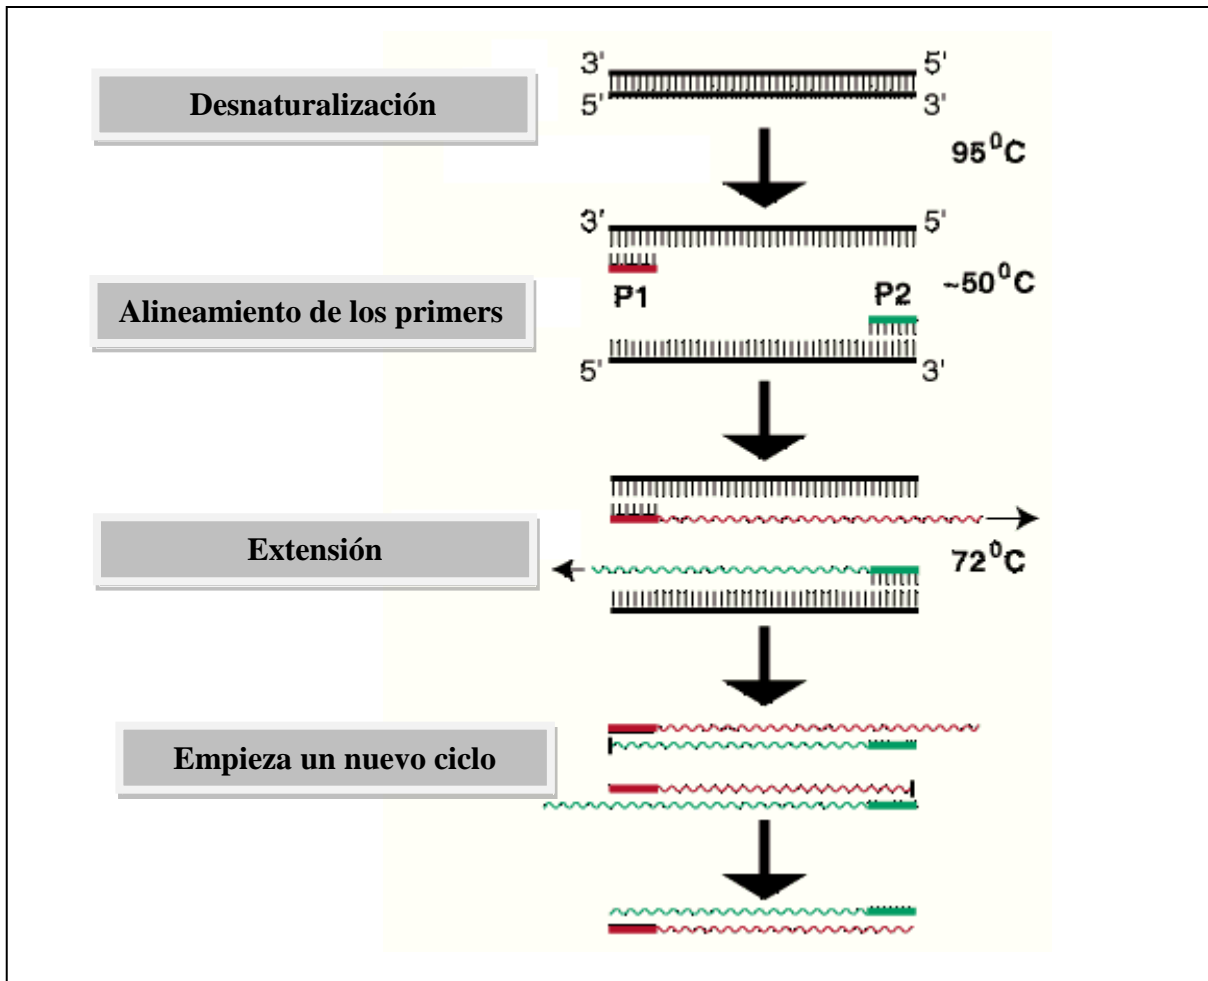 3' 5'
Desnaturalización
5' 3'
95⁰C
3' 5'
~50⁰C
P1 P2
Alineamiento de los primers
5' 3'
Extensión
72⁰C
Empieza un nuevo ciclo